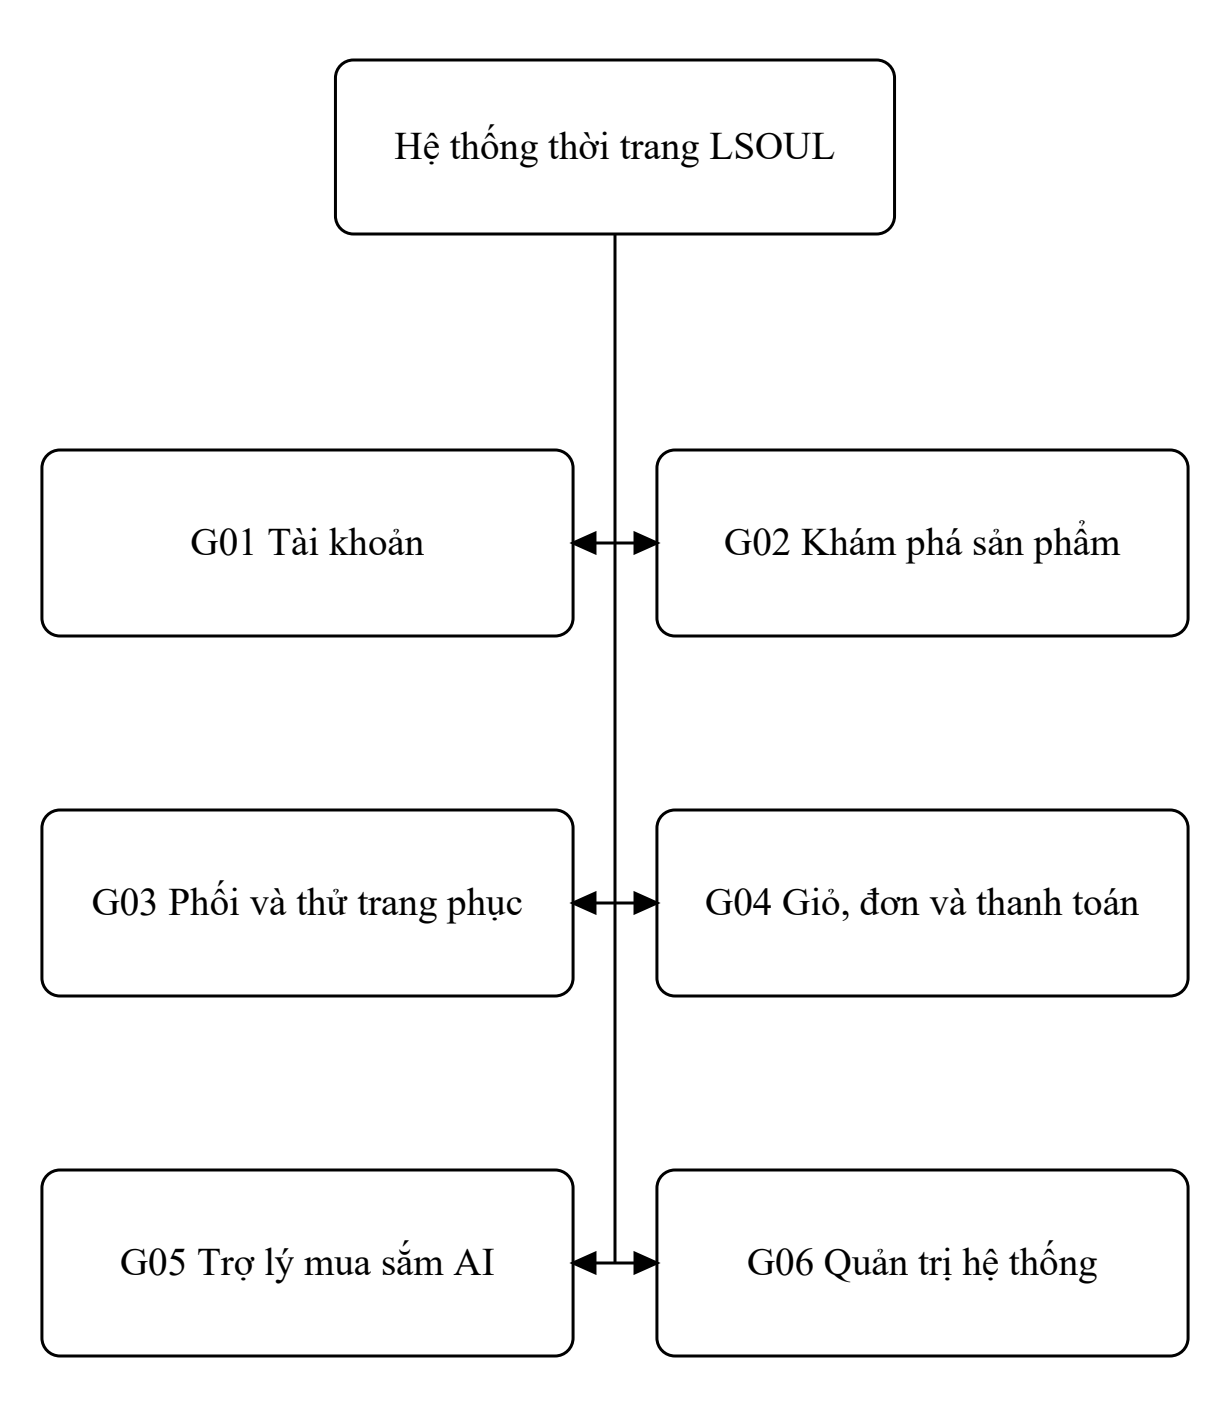 Hệ thống thời trang LSOUL
G01 Tài khoản
G02 Khám phá sản phẩm
G03 Phối và thử trang phục
G04 Giỏ, đơn và thanh toán
G05 Trợ lý mua sắm AI
G06 Quản trị hệ thống